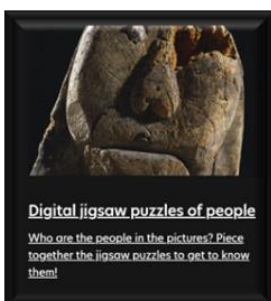 Digital jigsaw puzzles of people
Who are the people in the pictures? Piece
together the jigsaw puzzles to get to know
them!